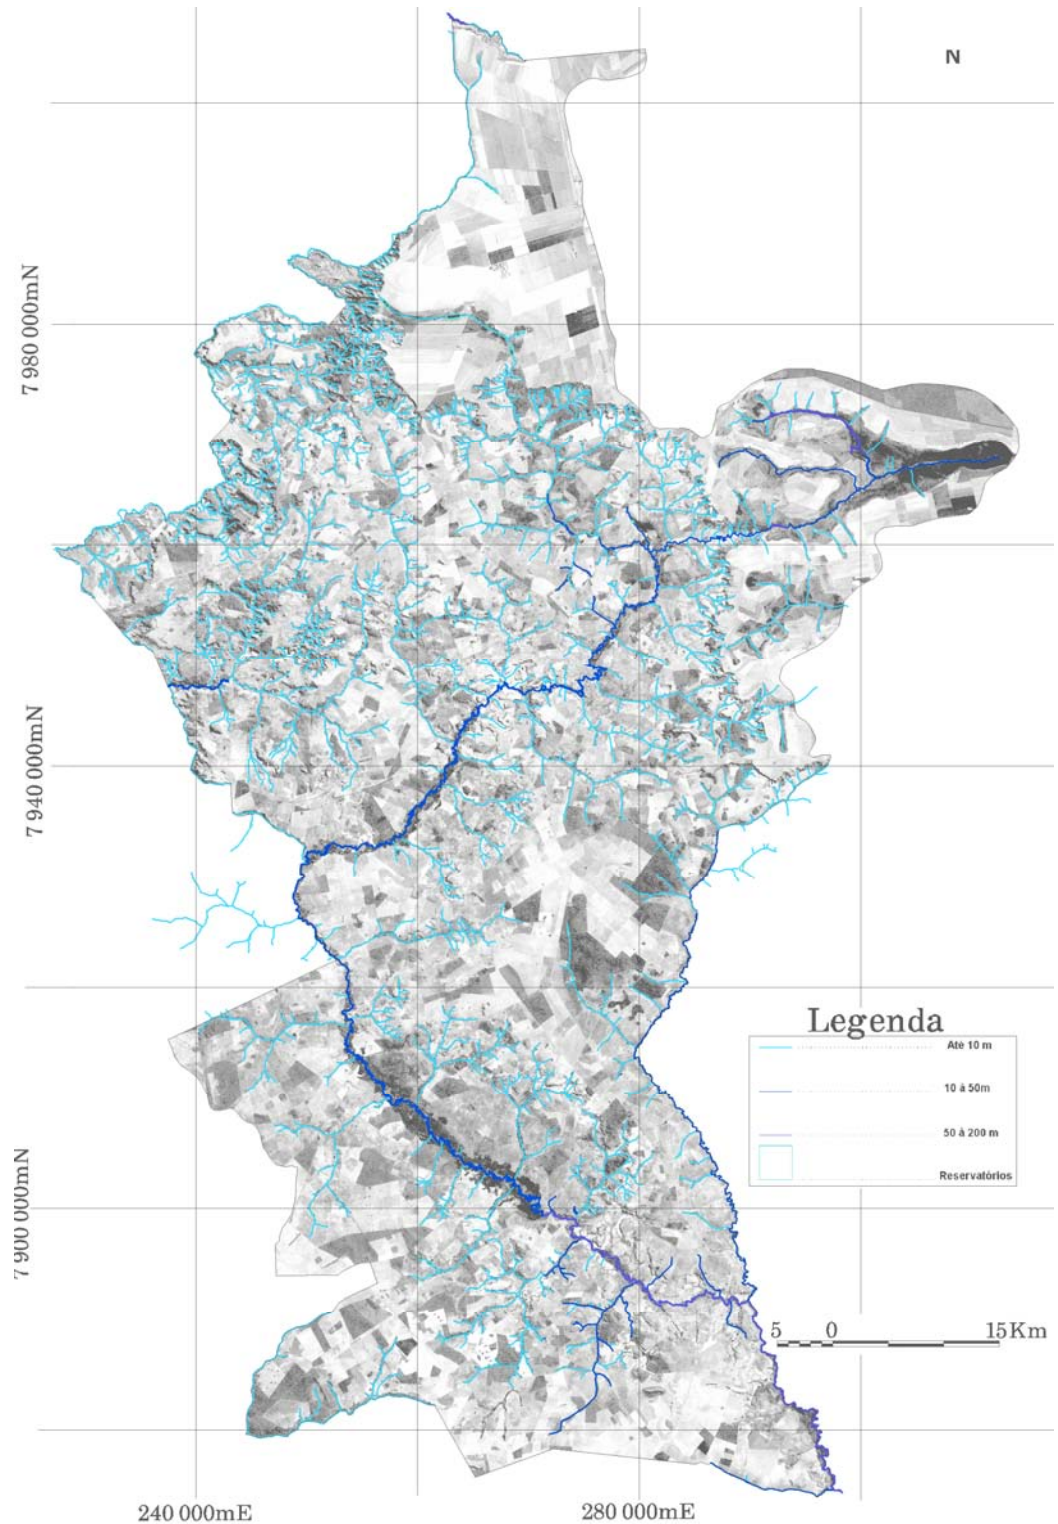 N
7 980 000mN
7 940 000mN
Legenda
Até 10 m
10 à 50m
50 à 200 m
Reservatórios
7 900 000mN
5 0 15Km
240 000mE 280 000mE